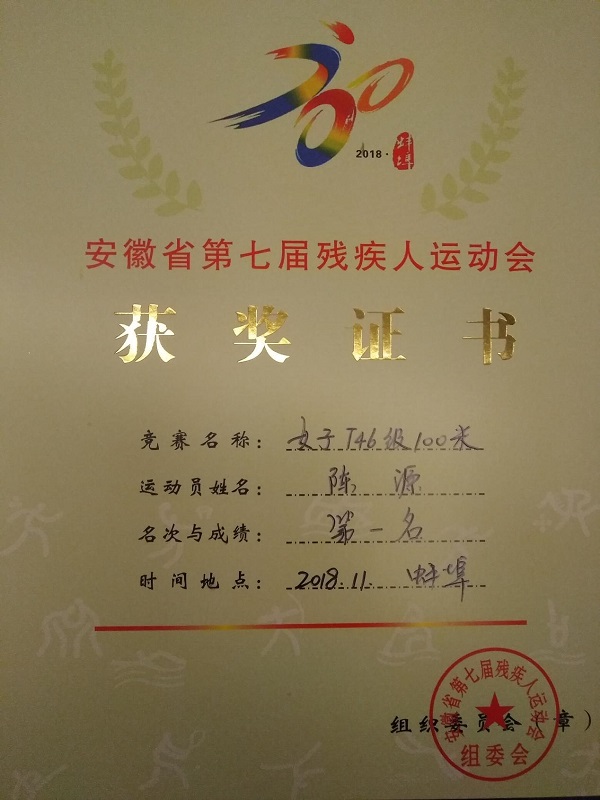 2018·蚌埠
安徽省第七届残疾人运动会
获奖证书
竞赛名称：女子T46级100米
运动员姓名：陈源
名次与成绩：第一名
时间地点：2018.11. 蚌埠
组织委员会（章）
安徽省第七届残疾人运动会
组委会